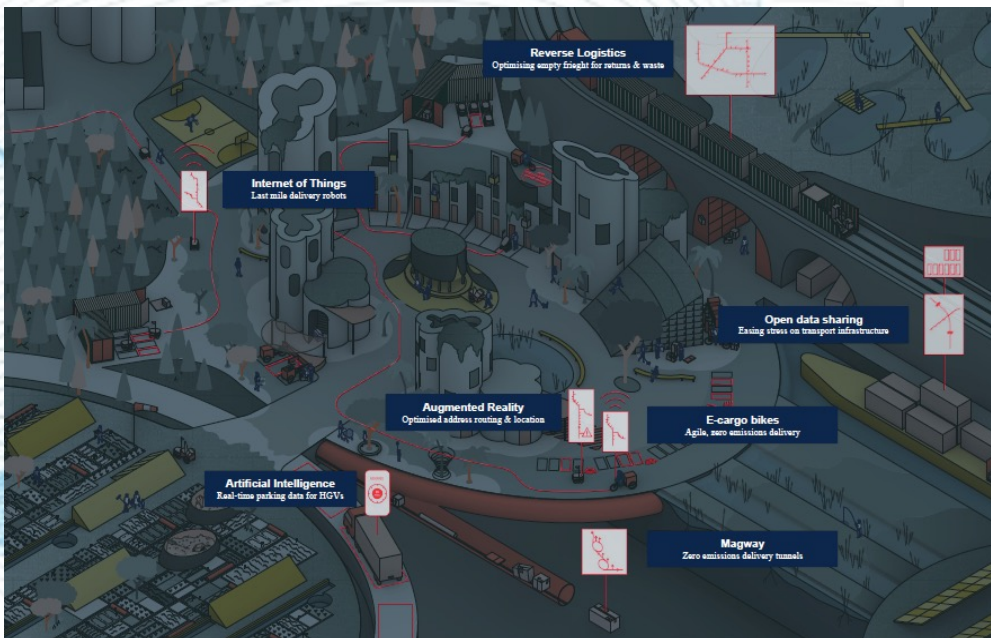 Reverse Logistics
Optimising empty frieght for returns & waste
Internet of Things
Last mile delivery robots
Open data sharing
Easing stress on transport infrastructure
Augmented Reality
Optimised address routing & location
E-cargo bikes
Agile, zero emissions delivery
Artificial Intelligence
Real-time parking data for HGVs
Magway
Zero emissions delivery tunnels